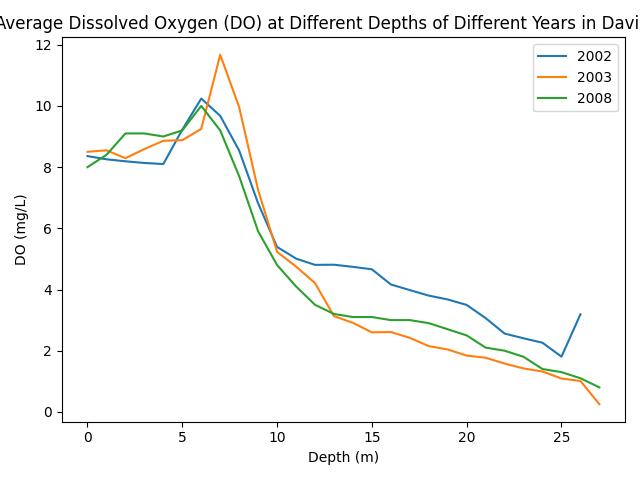 Average Dissolved Oxygen (DO) at Different Depths of Different Years in Davi
12
10
8
6
4
2
0
DO (mg/L)
0 5 10 15 20 25
Depth (m)
2002
2003
2008